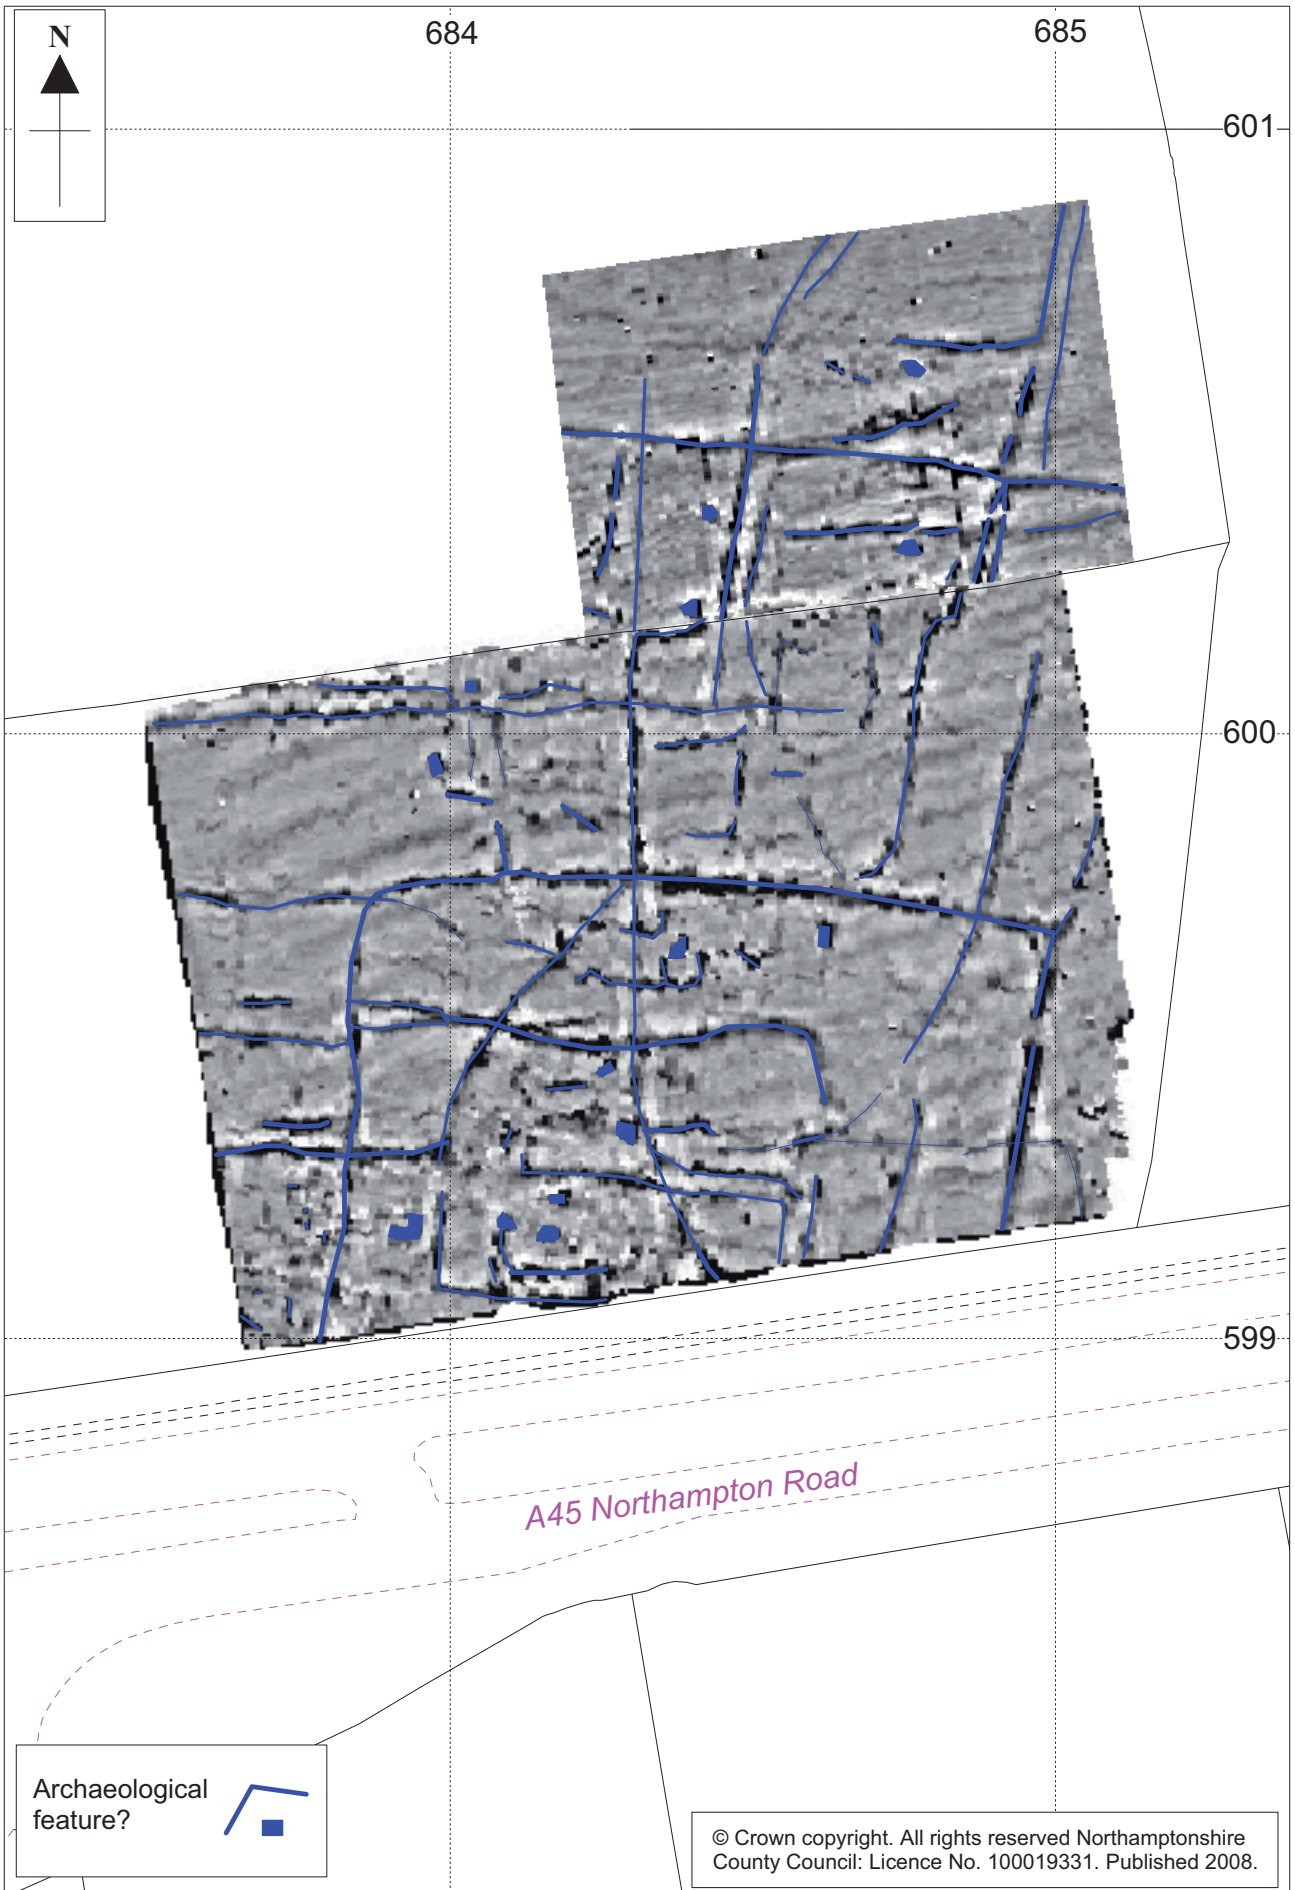 N
684
685
601
600
599
A45 Northampton Road
Archaeological
feature?
© Crown copyright. All rights reserved Northamptonshire
County Council: Licence No. 100019331. Published 2008.